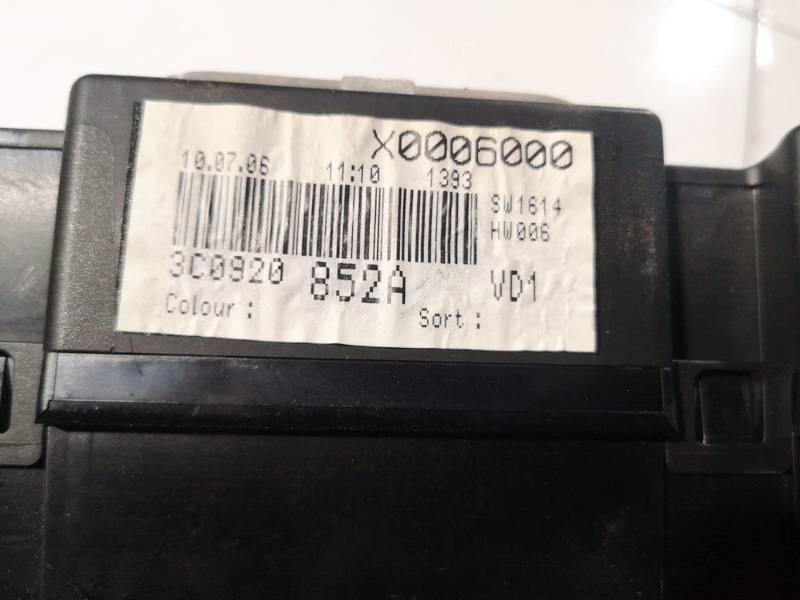 X0006000
10.07.06 11:10 1393
SW1614
HW006
3C0920 852A VD1
Colour: Sort: